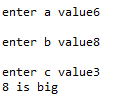 enter a value6
enter b value8
enter c value3
8 is big